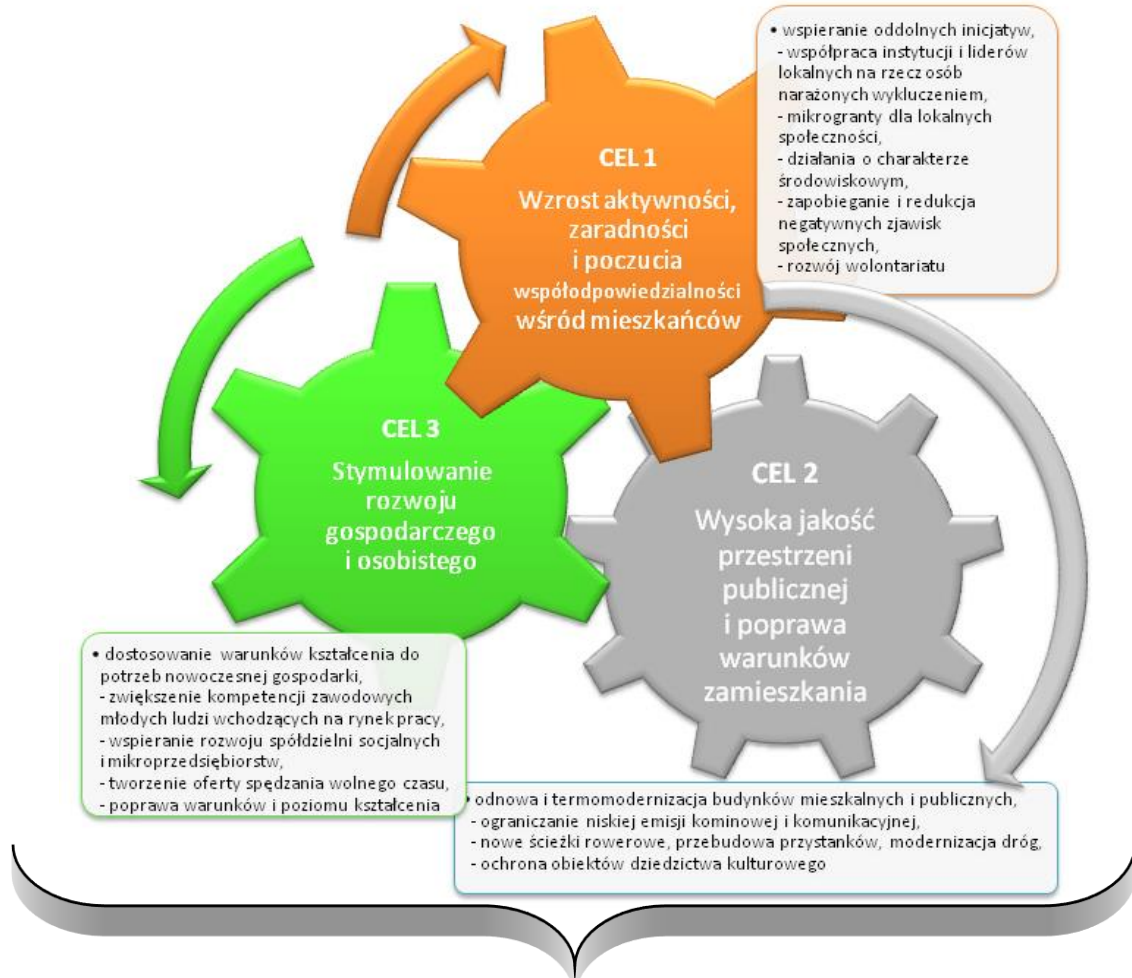 CEL 1
Wzrost aktywności,
zaradności
i poczucia
współodpowiedzialności
wśród mieszkańców
• wspieranie oddolnych inicjatyw,
- współpraca instytucji i liderów
lokalnych na rzecz osób
narażonych wykluczeniem,
- mikrogranty dla lokalnych
społeczności,
- działania o charakterze
środowiskowym,
- zapobieganie i redukcja
negatywnych zjawisk
społecznych,
- rozwój wolontariatu
CEL 2
Wysoka jakość
przestrzeni
publicznej
i poprawa
warunków
zamieszkania
• odnowa i termomodernizacja budynków mieszkalnych i publicznych,
- ograniczanie niskiej emisji kominowej i komunikacyjnej,
- nowe ścieżki rowerowe, przebudowa przystanków, modernizacja dróg,
- ochrona obiektów dziedzictwa kulturowego
CEL 3
Stymulowanie
rozwoju
gospodarczego
i osobistego
• dostosowanie warunków kształcenia do
potrzeb nowoczesnej gospodarki,
- zwiększenie kompetencji zawodowych
młodych ludzi wchodzących na rynek pracy,
- wspieranie rozwoju spółdzielni socjalnych
i mikroprzedsiębiorstw,
- tworzenie oferty spędzania wolnego czasu,
- poprawa warunków i poziomu kształcenia